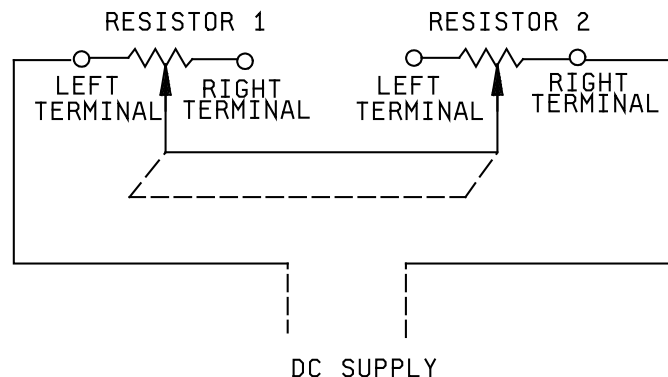 RESISTOR 1
RESISTOR 2
LEFT
TERMINAL
RIGHT
TERMINAL
LEFT
TERMINAL
RIGHT
TERMINAL
DC SUPPLY